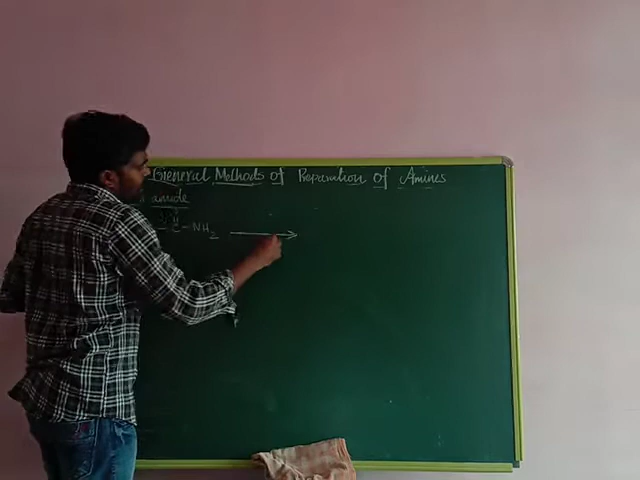 General Methods of Preparation of Amines
amide
-NH2